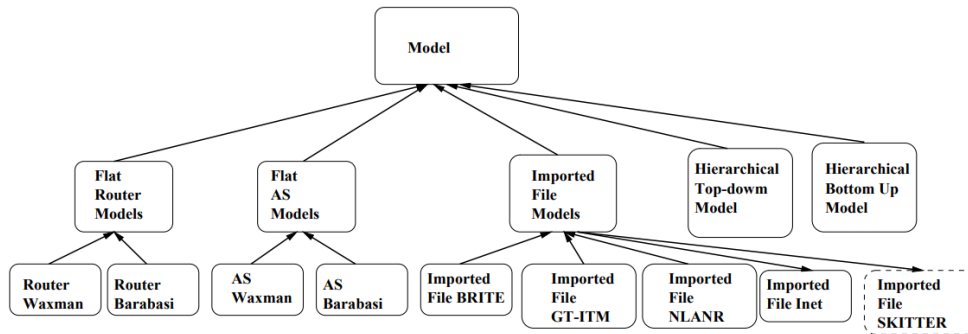 Model
Flat
Router
Models
Flat
AS
Models
Imported
File
Models
Hierarchical
Top-dowm
Model
Hierarchical
Bottom Up
Model
Router
Waxman
Router
Barabasi
AS
Waxman
AS
Barabasi
Imported
File BRITE
Imported
File
GT-ITM
Imported
File
NLANR
Imported
File Inet
Imported
File
SKITTER